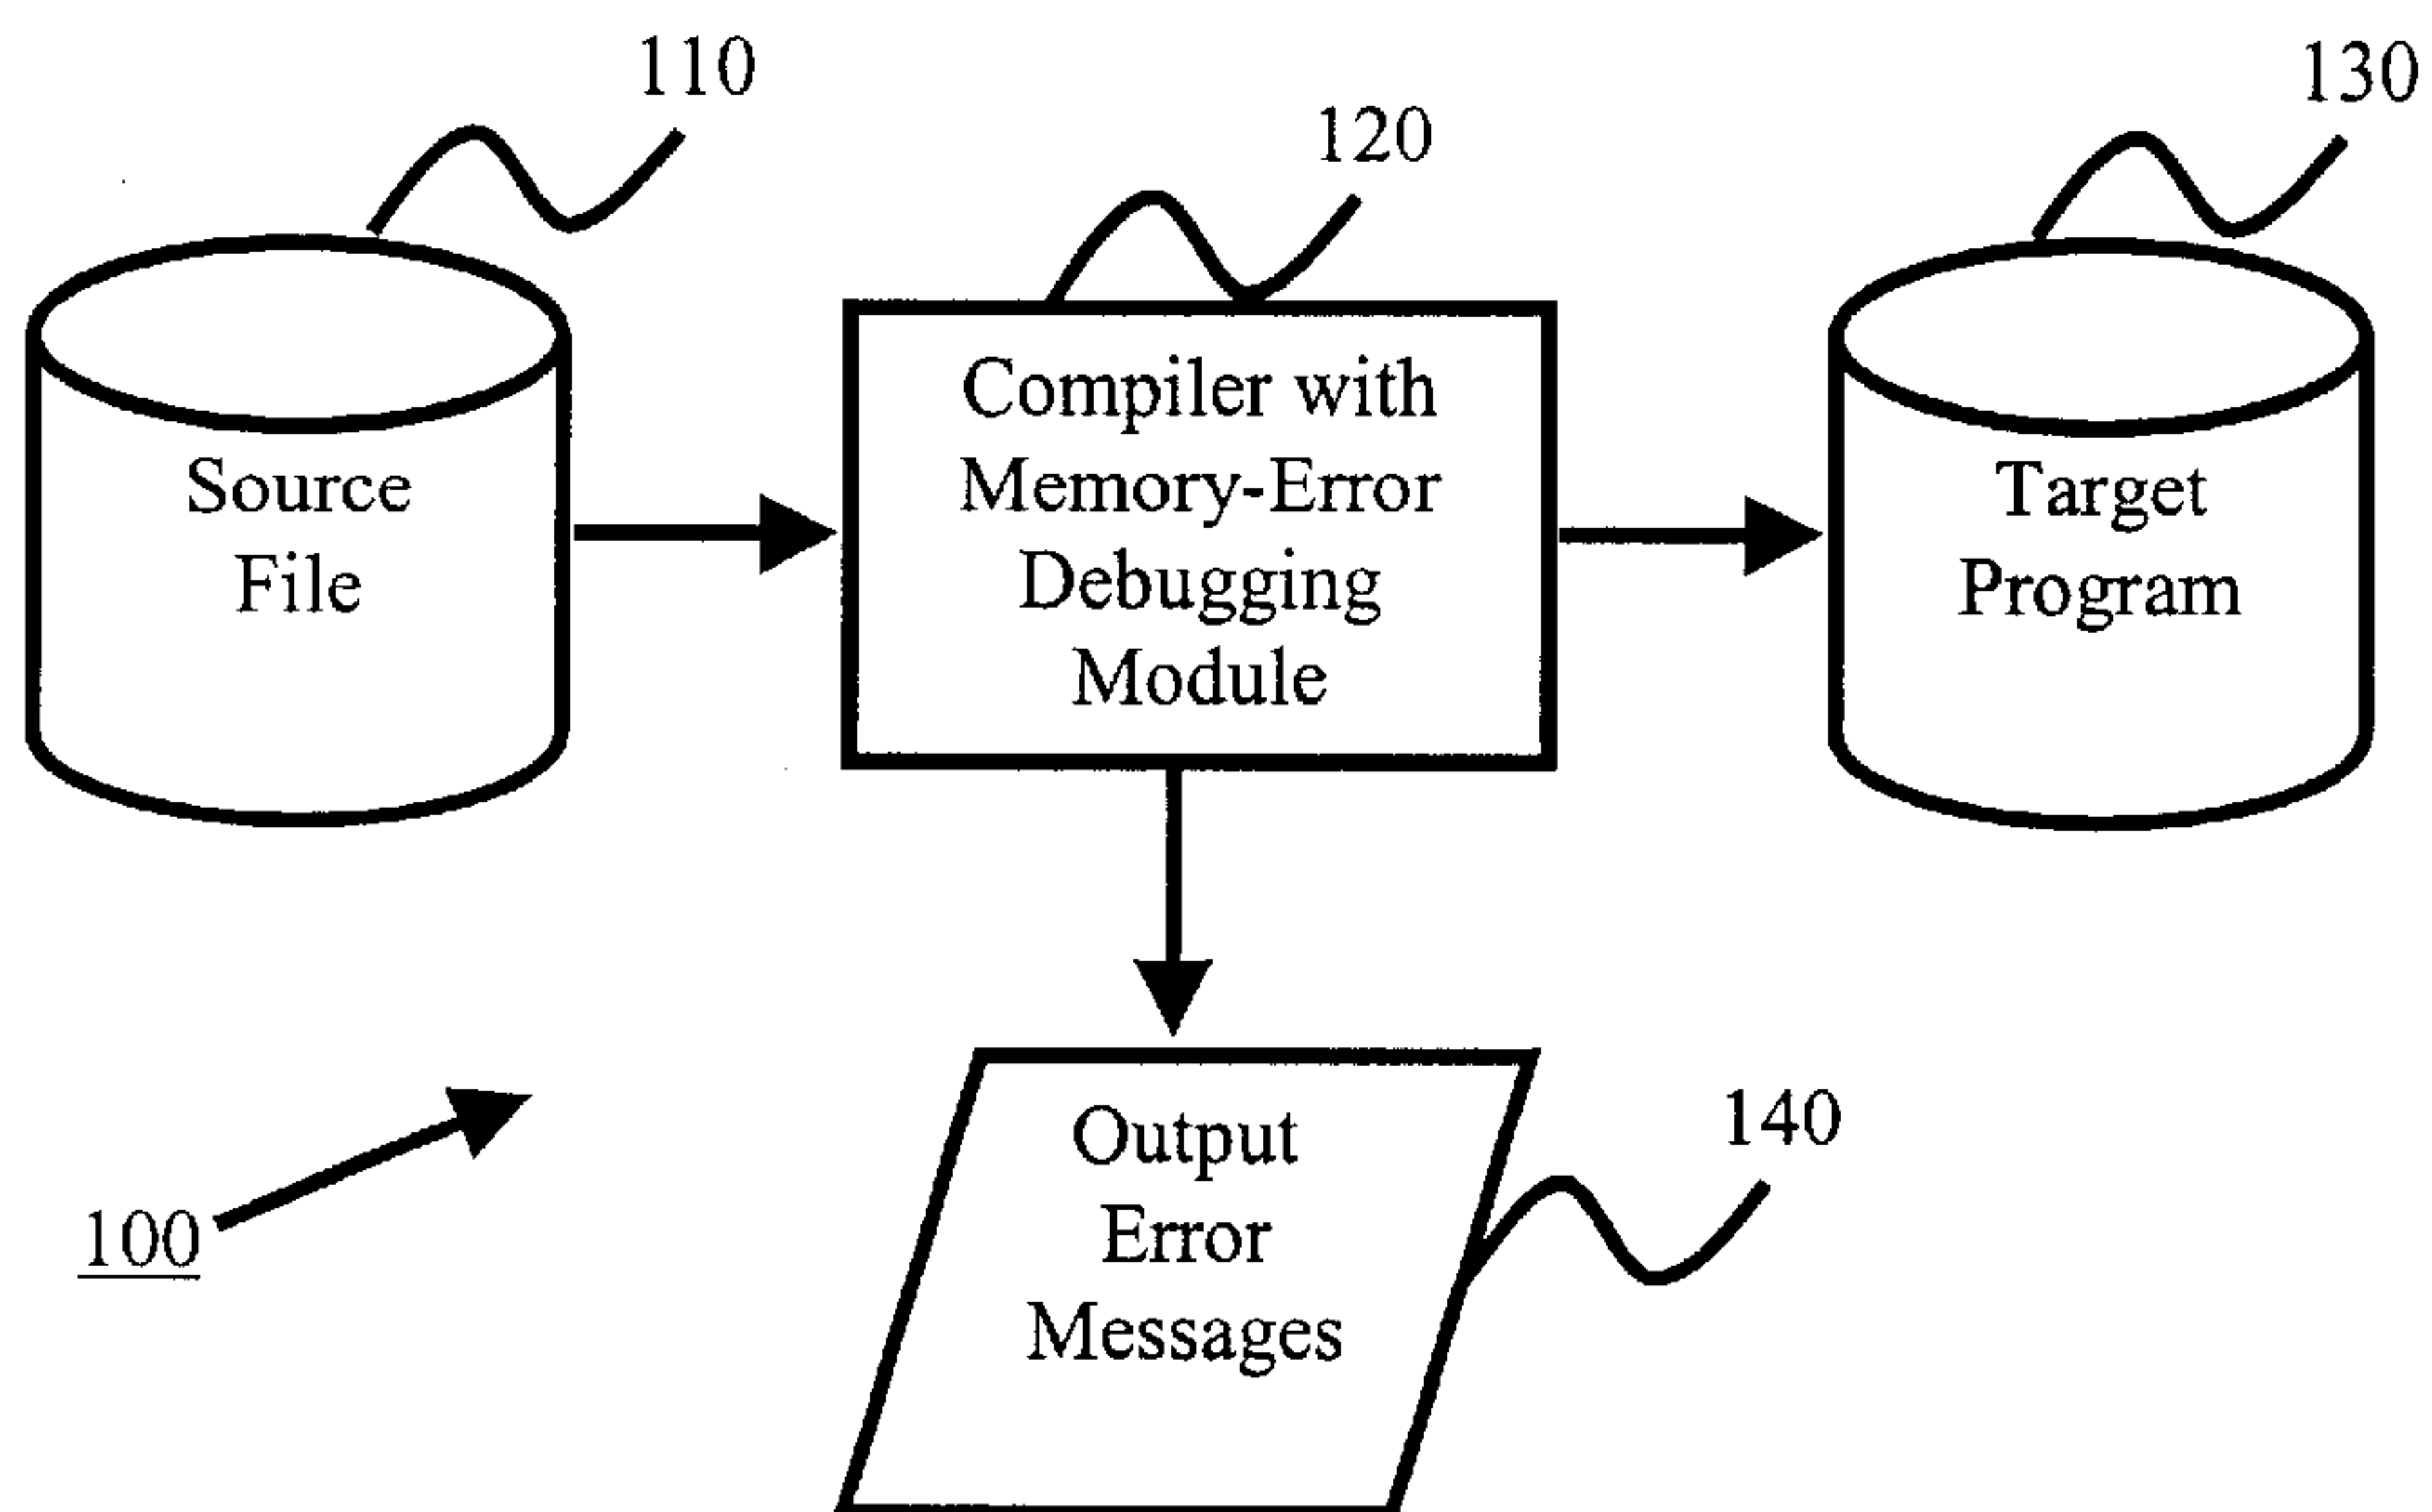 110
120
130
Source
File
Compiler with
Memory-Error
Debugging
Module
Target
Program
100
Output
Error
Messages
140